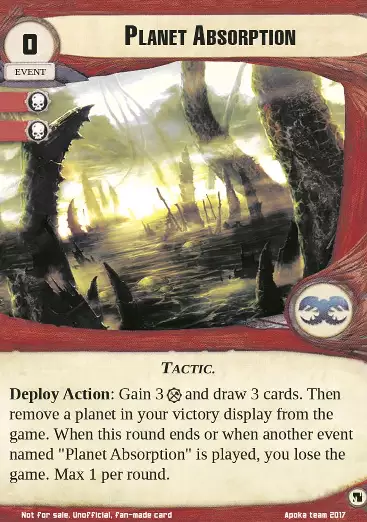 0
PLANET ABSORPTION
EVENT
TACTIC.
Deploy Action: Gain 3 and draw 3 cards. Then
remove a planet in your victory display from the
game. When this round ends or when another event
named "Planet Absorption" is played, you lose the
game. Max 1 per round.
Not for sale. Unofficial, fan-made card
Apoka team 2017